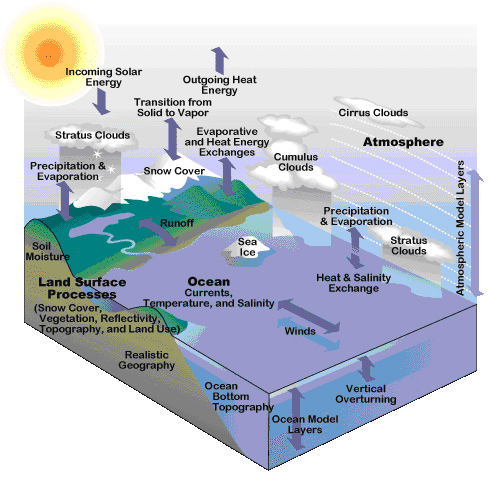 Incoming Solar
Energy
Outgoing Heat
Energy
Transition from
Solid to Vapor
Cirrus Clouds
Stratus Clouds
Evaporative
and Heat Energy
Exchanges
Atmosphere
Cumulus
Clouds
Precipitation &
Evaporation
Snow Cover
Atmospheric Model Layers
Precipitation
& Evaporation
Runoff
Stratus
Clouds
Soil
Moisture
Sea
Ice
Heat & Salinity
Exchange
Land Surface
Processes
(Snow Cover,
Vegetation, Reflectivity,
Topography, and Land Use)
Ocean
Currents,
Temperature, and Salinity
Winds
Realistic
Geography
Ocean
Bottom
Topography
Vertical
Overturning
Ocean Model
Layers